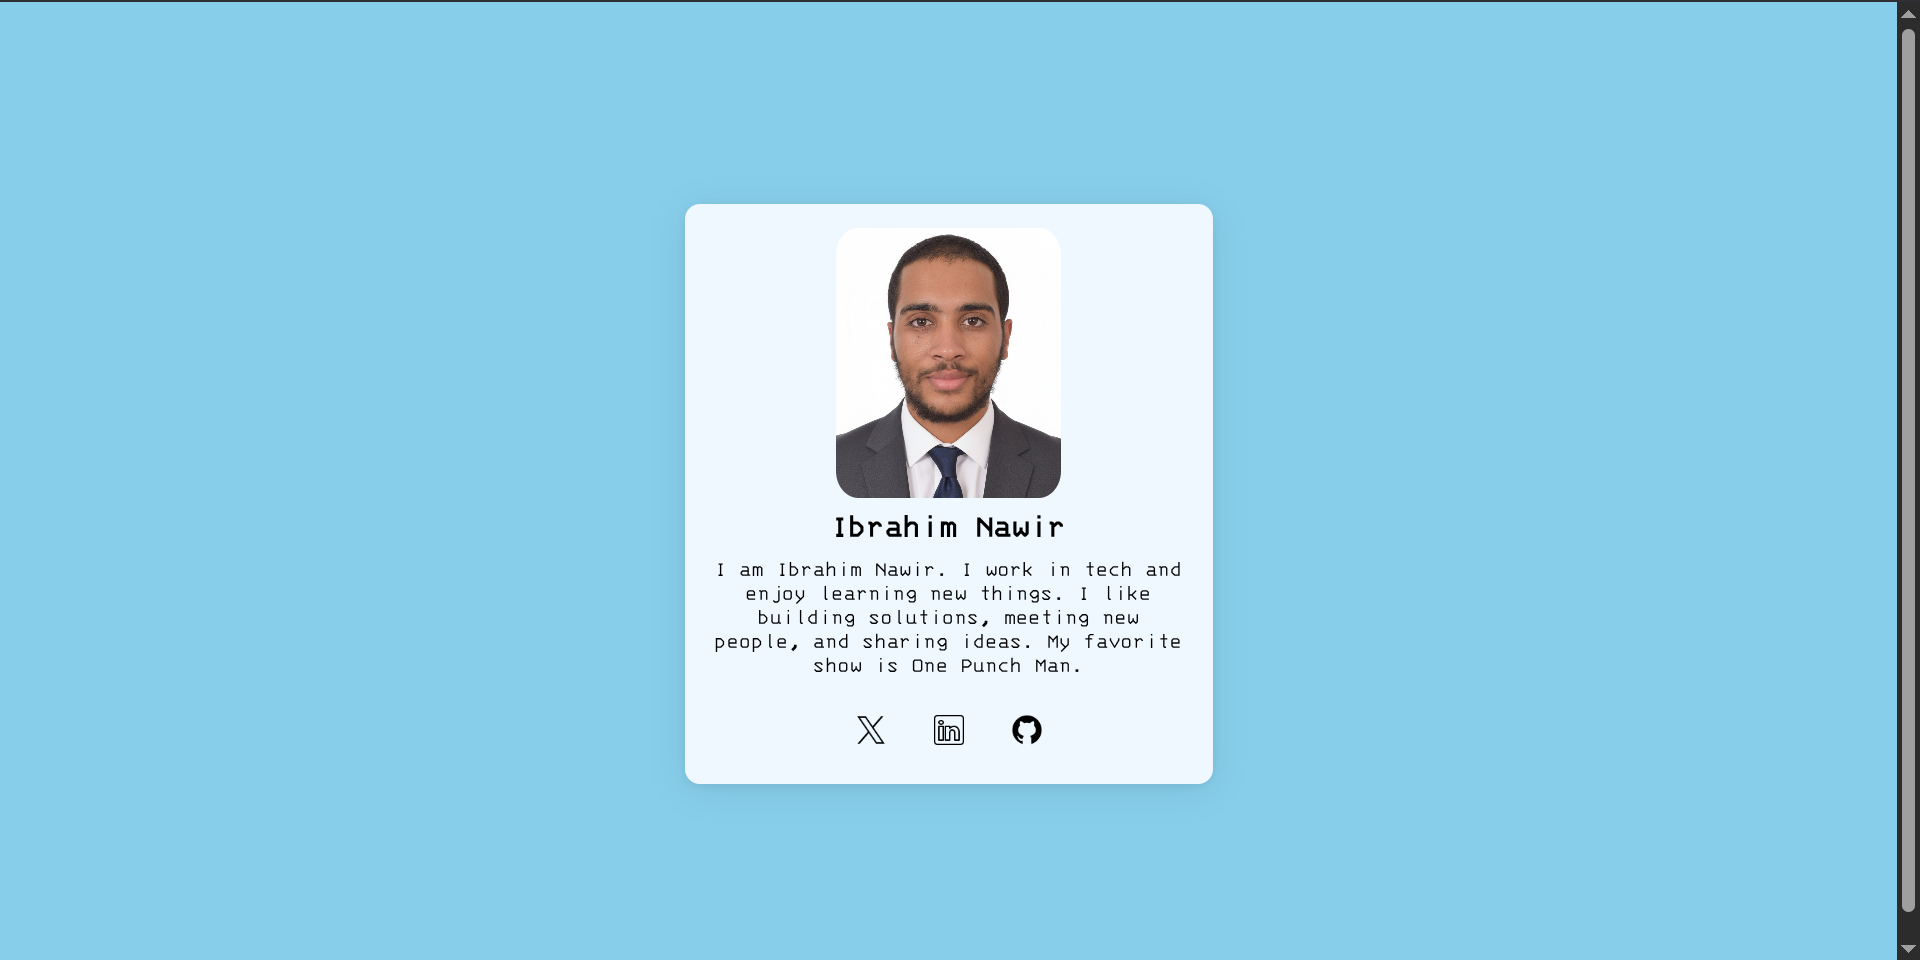 Ibrahim Nawir
I am Ibrahim Nawir. I work in tech and
enjoy learning new things. I like
building solutions, meeting new
people, and sharing ideas. My favorite
show is One Punch Man.
X in